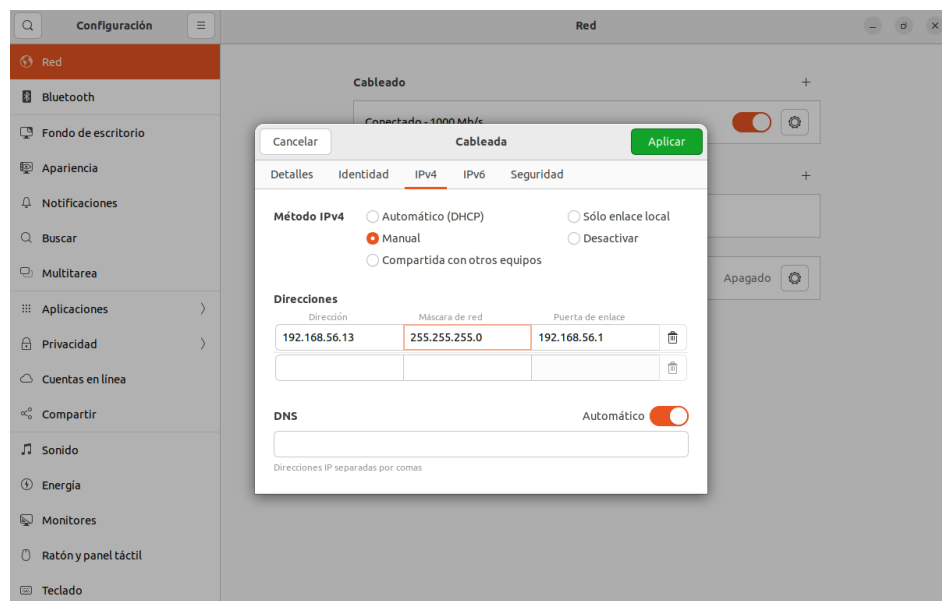 Configuración
Red
Red
Bluetooth
Fondo de escritorio
Apariencia
Notificaciones
Buscar
Multitarea
Aplicaciones
Privacidad
Cuentas en línea
Compartir
Sonido
Energía
Monitores
Ratón y panel táctil
Teclado
Cableado
Conectado - 1000 Mb/s
Apagado
Cancelar
Cableada
Aplicar
Detalles Identidad IPv4 IPv6 Seguridad
Método IPv4
Automático (DHCP)
Sólo enlace local
Manual
Desactivar
Compartida con otros equipos
Direcciones
Dirección Máscara de red Puerta de enlace
192.168.56.13 255.255.255.0 192.168.56.1
DNS
Automático
Direcciones IP separadas por comas